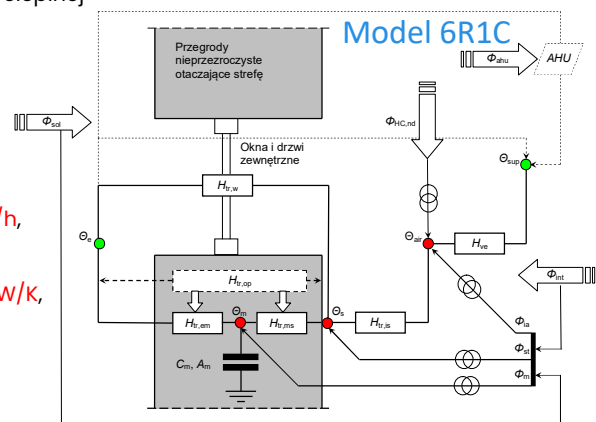 cieplnej
Model 6R1C
Przegrody
nieprzezroczyste
otaczające strefę
Φahu
AHU
Φsol
ΦHC,nd
Okna i drzwi
zewnętrzne
Θsup
Htr,w
/h,
Θe
Θair
Hve
Htr,op
Φint
W/K,
Θm
Θs
Htr,em
Htr,ms
Htr,is
Φia
Φst
Cm, Am
Φm